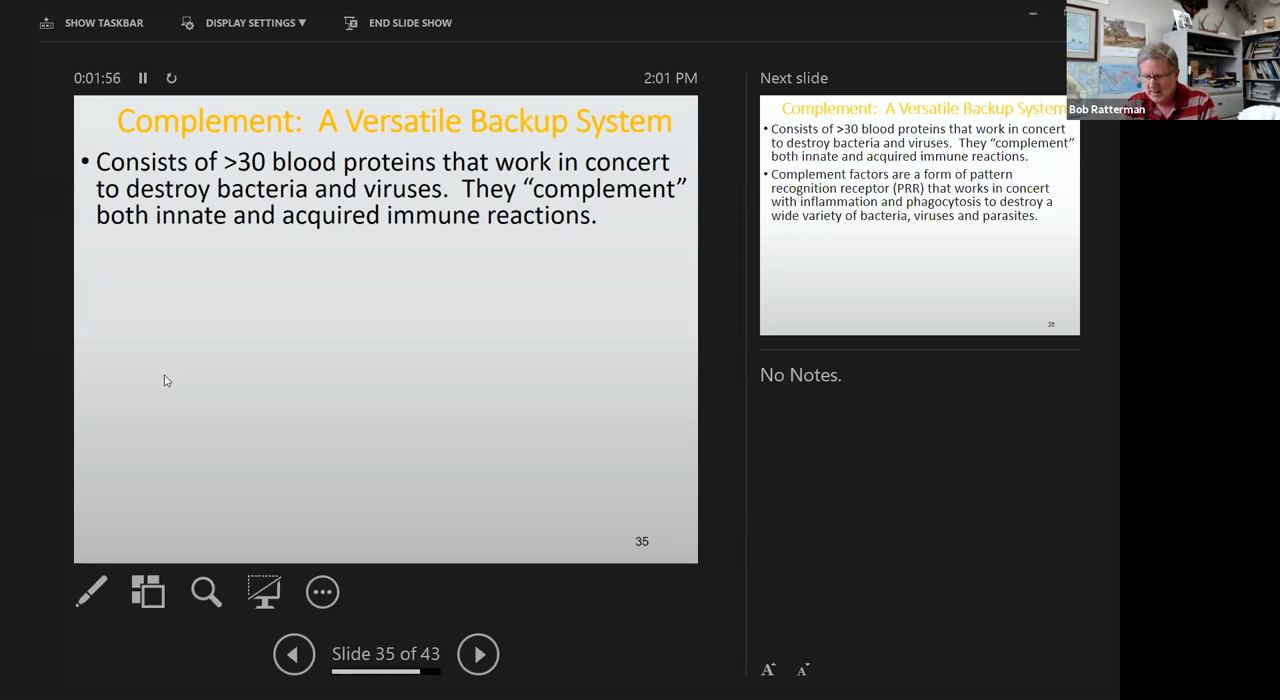 SHOW TASKBAR
DISPLAY SETTINGS ▼
END SLIDE SHOW
0:01:56
2:01 PM
Complement:  A Versatile Backup System
• Consists of >30 blood proteins that work in concert
to destroy bacteria and viruses.  They “complement”
both innate and acquired immune reactions.
35
Slide 35 of 43
Next slide
Complement:  A Versatile Backup System
• Consists of >30 blood proteins that work in concert
to destroy bacteria and viruses.  They “complement”
both innate and acquired immune reactions.
• Complement factors are a form of pattern
recognition receptor (PRR) that works in concert
with inflammation and phagocytosis to destroy a
wide variety of bacteria, viruses and parasites.
36
No Notes.
A A
Bob Ratterman